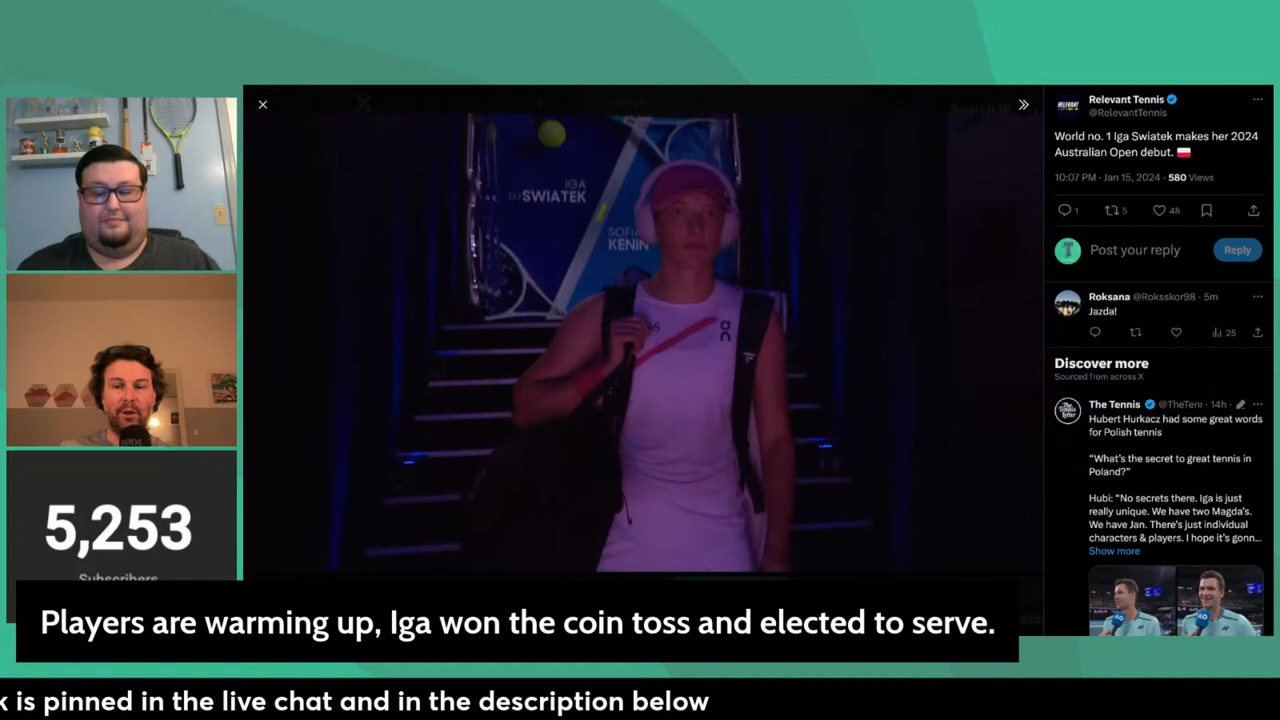 IGA
SWIATEK
SOFIA
KENIN
Relevant Tennis
@RelevantTennis
World no. 1 Iga Swiatek makes her 2024
Australian Open debut. 🇵🇱
10:07 PM · Jan 15, 2024 · 580 Views
1
5
48
Post your reply
Reply
Roksana @Roksskor98 · 5m
Jazda!
25
Discover more
Sourced from across X
The Tennis @TheTenr · 14h ·
Hubert Hurkacz had some great words
for Polish tennis
“What’s the secret to great tennis in
Poland?”
Hubi: “No secrets there. Iga is just
really unique. We have two Magda’s.
We have Jan. There’s just individual
characters & players. I hope it’s gonn...
Show more
5,253
Subscribers
Players are warming up, Iga won the coin toss and elected to serve.
k is pinned in the live chat and in the description below